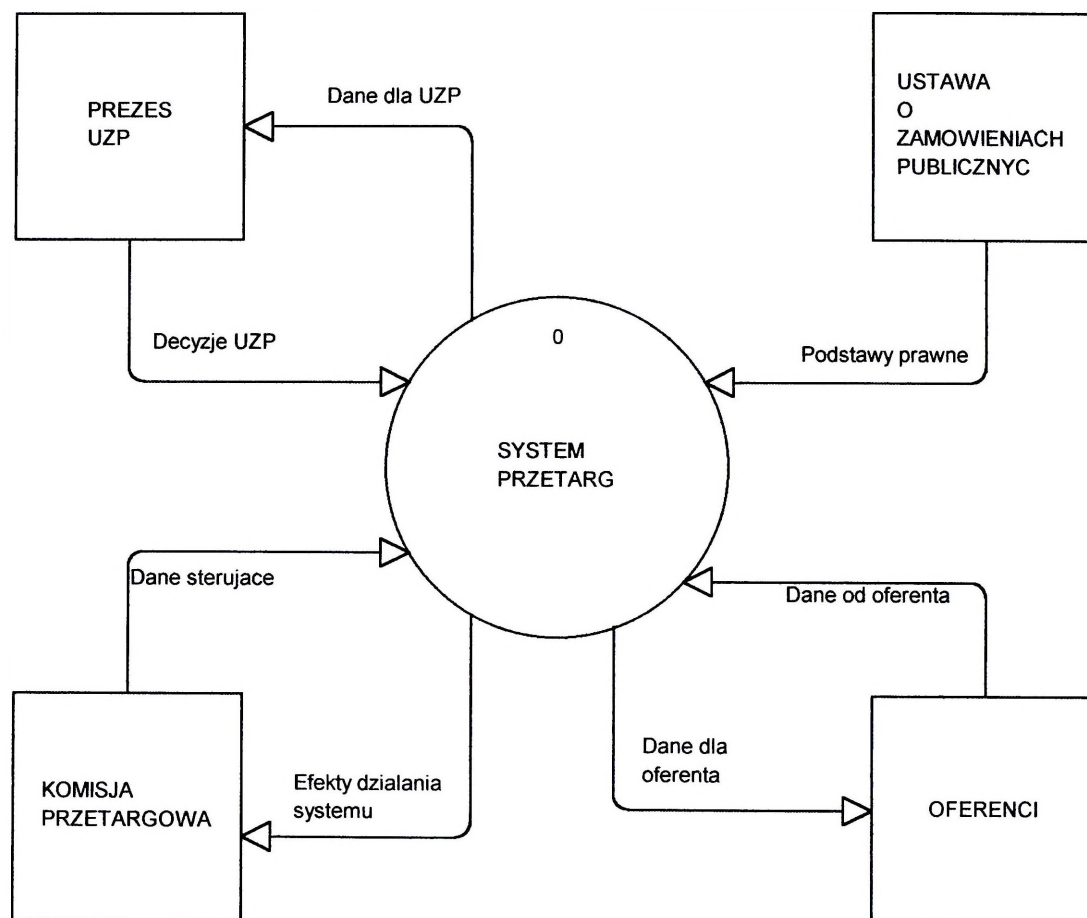 PREZES
UZP
Dane dla UZP
USTAWA
O
ZAMOWIENIACH
PUBLICZNYC
Decyzje UZP
0
Podstawy prawne
SYSTEM
PRZETARG
Dane sterujace
Dane od oferenta
KOMISJA
PRZETARGOWA
Efekty dzialania
systemu
Dane dla
oferenta
OFERENCI